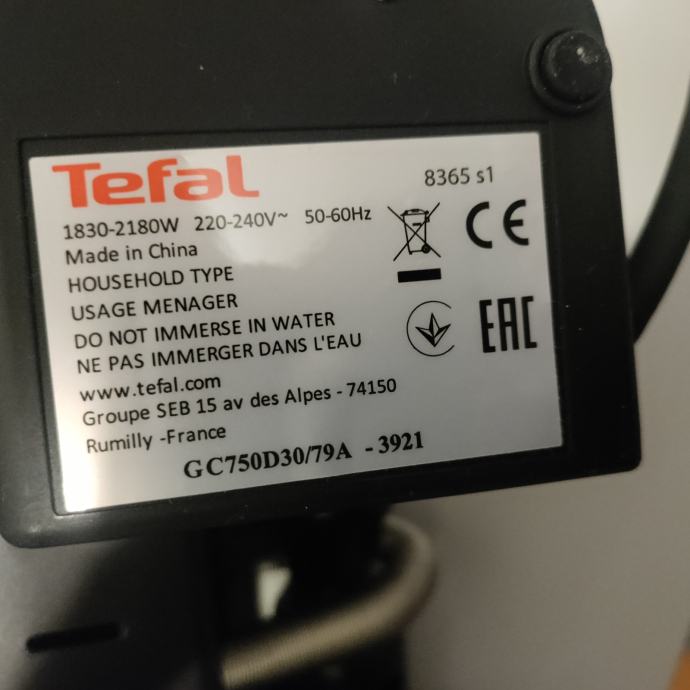 Tefal
8365 s1
1830-2180W 220-240V~ 50-60Hz
Made in China
HOUSEHOLD TYPE
USAGE MENAGER
DO NOT IMMERSE IN WATER
NE PAS IMMERGER DANS L'EAU
www.tefal.com
Groupe SEB 15 av des Alpes - 74150
Rumilly -France
GC750D30/79A - 3921
CE
EAC